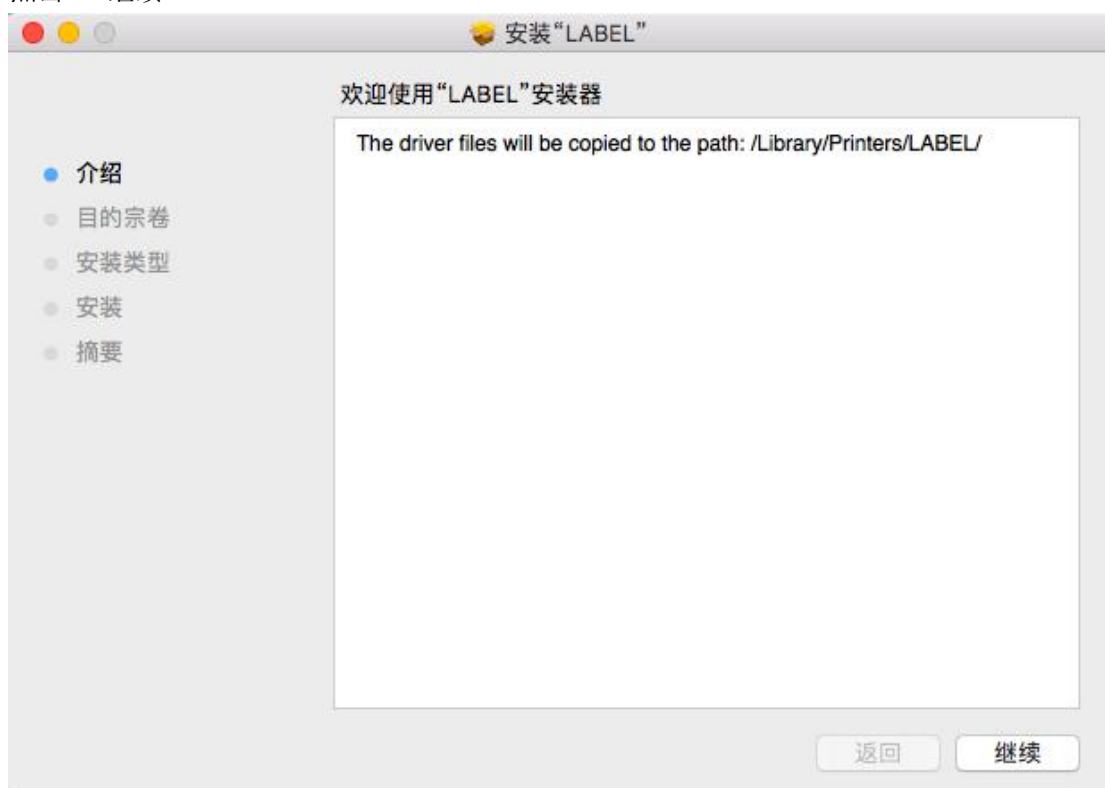 安装“LABEL”
欢迎使用“LABEL”安装器
The driver files will be copied to the path: /Library/Printers/LABEL/
介绍
目的宗卷
安装类型
安装
摘要
返回
继续